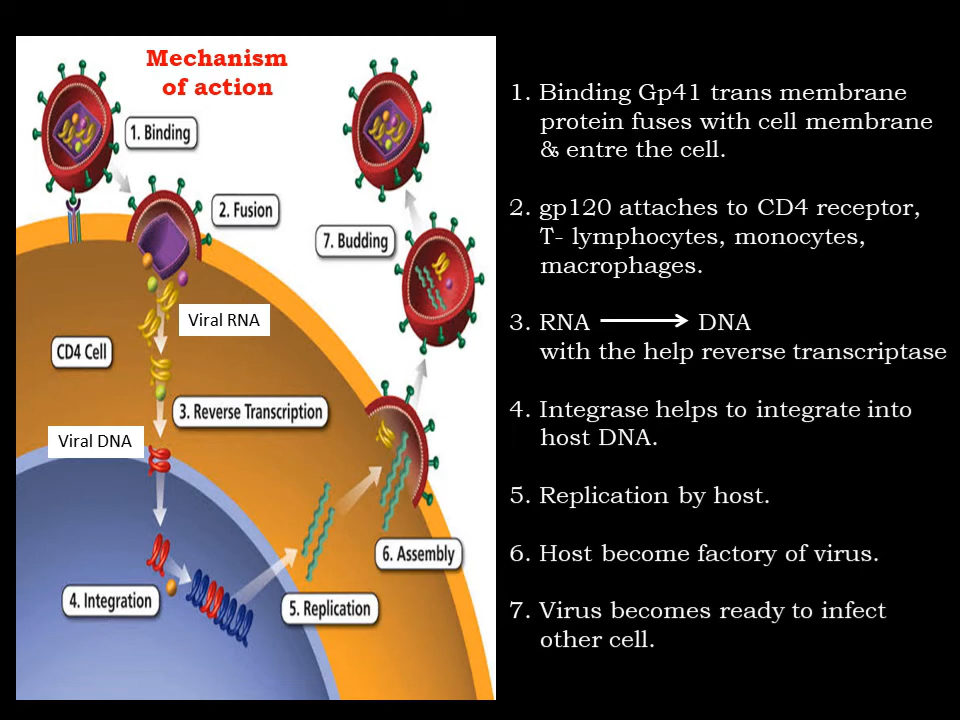 Mechanism
of action
1. Binding
2. Fusion
7. Budding
Viral RNA
CD4 Cell
3. Reverse Transcription
Viral DNA
6. Assembly
4. Integration
5. Replication
1. Binding Gp41 trans membrane
protein fuses with cell membrane
& entre the cell.
2. gp120 attaches to CD4 receptor,
T- lymphocytes, monocytes,
macrophages.
3. RNA DNA
with the help reverse transcriptase
4. Integrase helps to integrate into
host DNA.
5. Replication by host.
6. Host become factory of virus.
7. Virus becomes ready to infect
other cell.